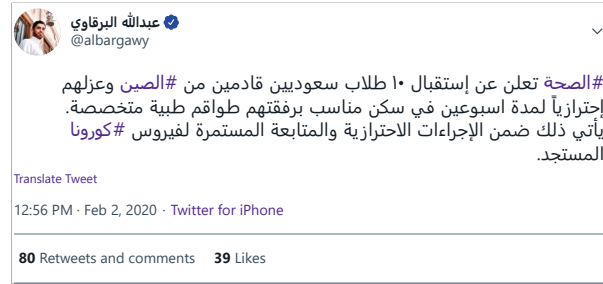 عبدالله البرقاوي
@albargawy
#الصحة تعلن عن إستقبال ١٠ طلاب سعوديين قادمين من #الصين وعزلهم
إحترازياً لمدة اسبوعين في سكن مناسب برفقتهم طواقم طبية متخصصة.
يأتي ذلك ضمن الإجراءات الاحترازية والمتابعة المستمرة لفيروس #كورونا
المستجد.
Translate Tweet
12:56 PM · Feb 2, 2020 · Twitter for iPhone
80 Retweets and comments 39 Likes